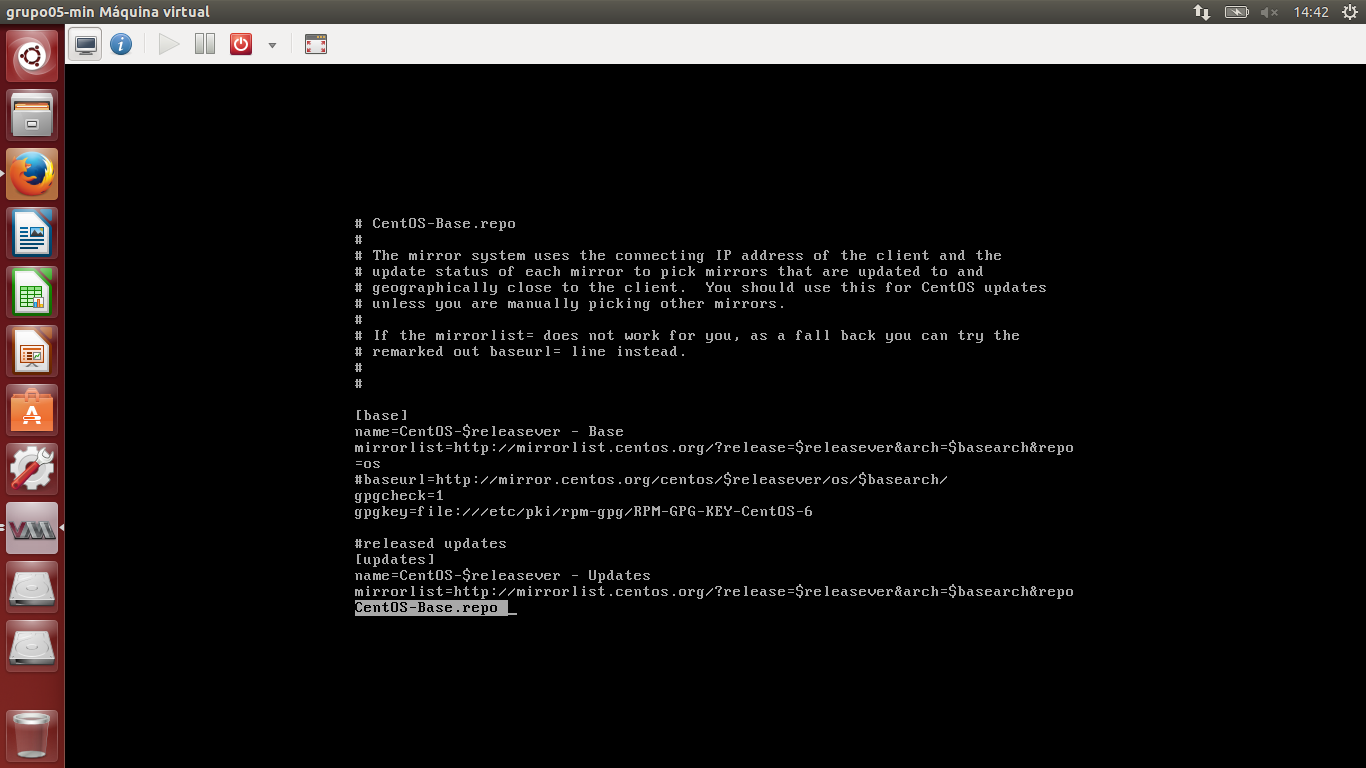 grupo05-min Máquina virtual
14:42
# CentOS-Base.repo
#
# The mirror system uses the connecting IP address of the client and the
# update status of each mirror to pick mirrors that are updated to and
# geographically close to the client.  You should use this for CentOS updates
# unless you are manually picking other mirrors.
#
# If the mirrorlist= does not work for you, as a fall back you can try the
# remarked out baseurl= line instead.
#
#
[base]
name=CentOS-$releasever - Base
mirrorlist=http://mirrorlist.centos.org/?release=$releasever&arch=$basearch&repo
=os
#baseurl=http://mirror.centos.org/centos/$releasever/os/$basearch/
gpgcheck=1
gpgkey=file:///etc/pki/rpm-gpg/RPM-GPG-KEY-CentOS-6
#released updates
[updates]
name=CentOS-$releasever - Updates
mirrorlist=http://mirrorlist.centos.org/?release=$releasever&arch=$basearch&repo
CentOS-Base.repo